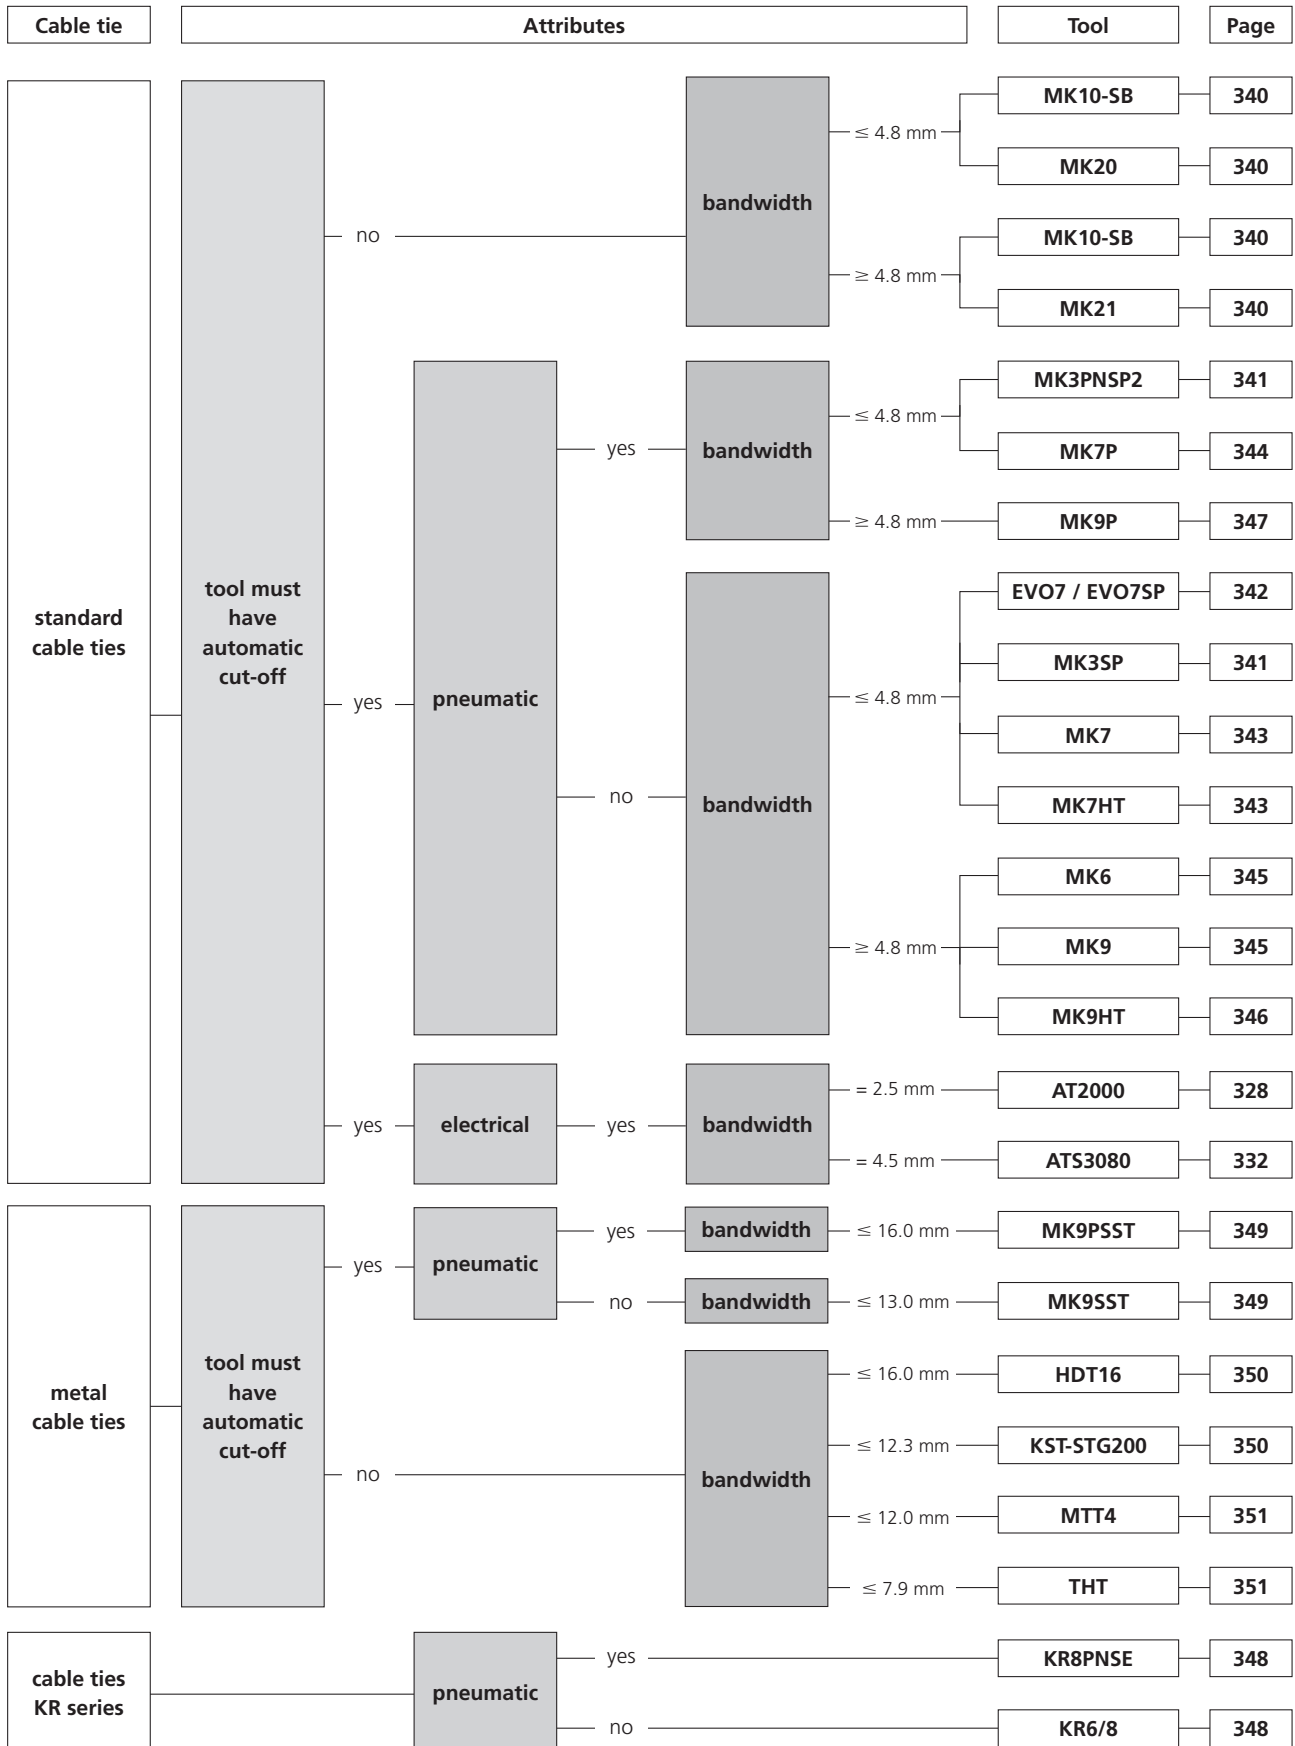 Cable tie
Attributes
Tool
Page
standard
cable ties
tool must
have
automatic
cut-off
no
bandwidth
≤ 4.8 mm
MK10-SB
340
MK20
340
≥ 4.8 mm
MK10-SB
340
MK21
340
yes
pneumatic
yes
bandwidth
≤ 4.8 mm
MK3PNSP2
341
MK7P
344
≥ 4.8 mm
MK9P
347
no
bandwidth
≤ 4.8 mm
EVO7 / EVO7SP
342
MK3SP
341
MK7
343
MK7HT
343
≥ 4.8 mm
MK6
345
MK9
345
MK9HT
346
yes
electrical
yes
bandwidth
= 2.5 mm
AT2000
328
= 4.5 mm
ATS3080
332
metal
cable ties
tool must
have
automatic
cut-off
yes
pneumatic
yes
bandwidth
≤ 16.0 mm
MK9PSST
349
no
bandwidth
≤ 13.0 mm
MK9SST
349
no
bandwidth
≤ 16.0 mm
HDT16
350
≤ 12.3 mm
KST-STG200
350
≤ 12.0 mm
MTT4
351
≤ 7.9 mm
THT
351
cable ties
KR series
pneumatic
yes
KR8PNSE
348
no
KR6/8
348